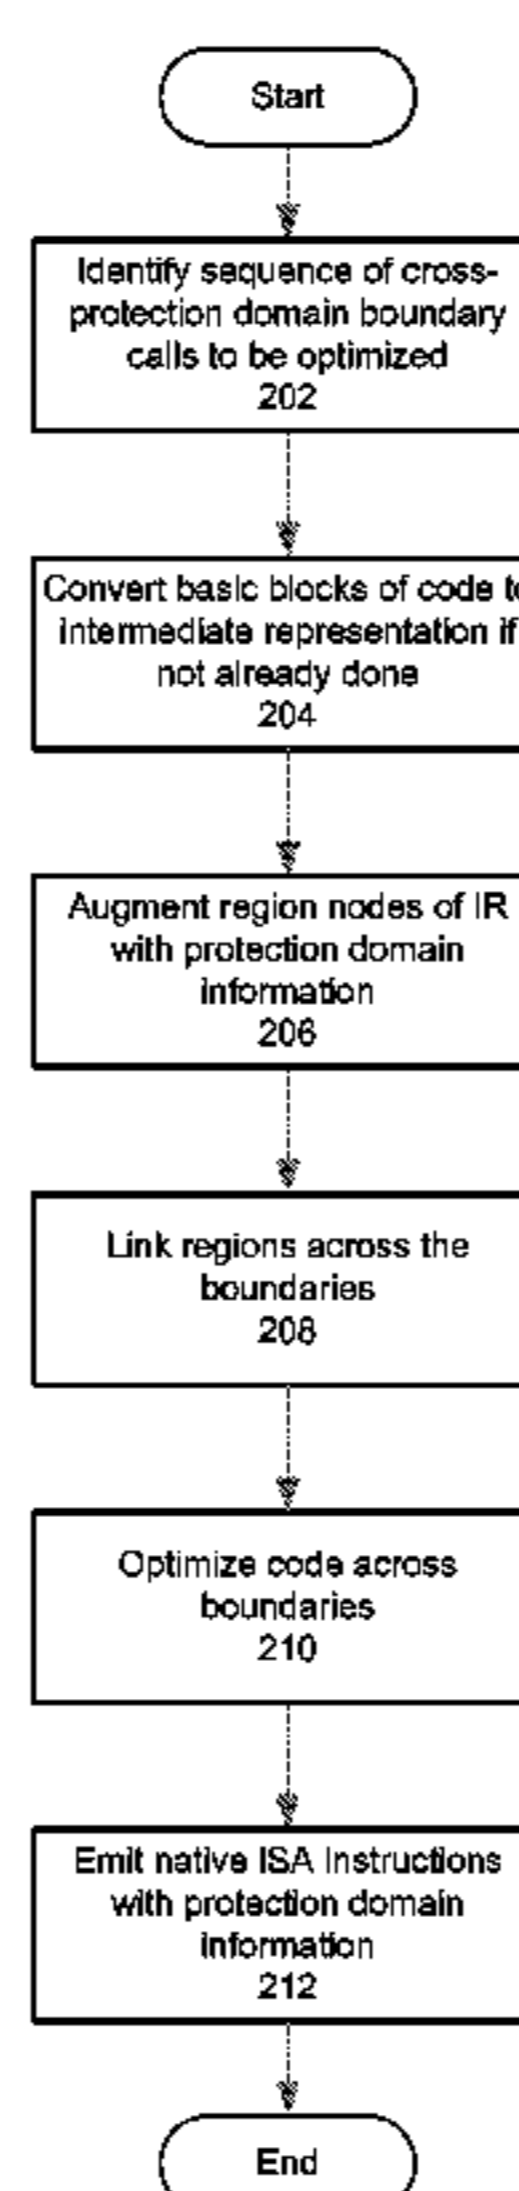 Start
Identify sequence of cross-
protection domain boundary
calls to be optimized
202
Convert basic blocks of code to
intermediate representation if
not already done
204
Augment region nodes of IR
with protection domain
information
206
Link regions across the
boundaries
208
Optimize code across
boundaries
210
Emit native ISA Instructions
with protection domain
information
212
End